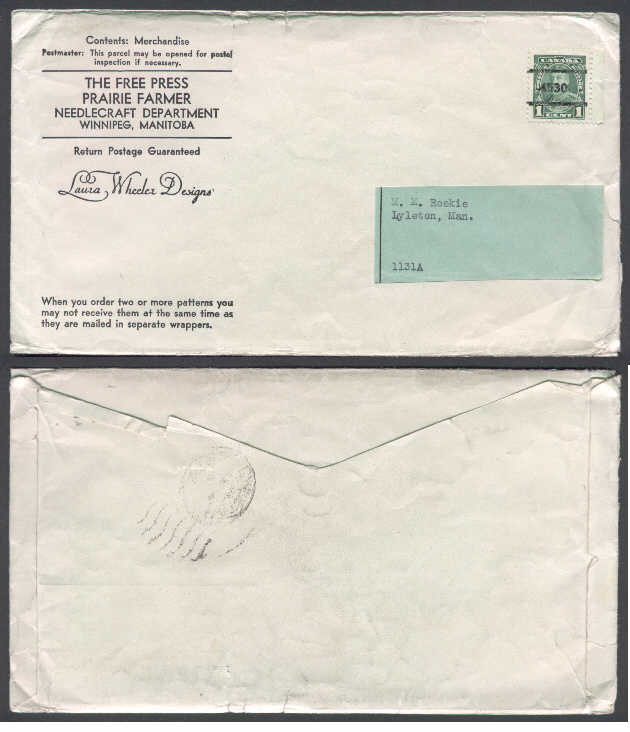 Contents: Merchandise
Postmaster: This parcel may be opened for postal
inspection if necessary.
THE FREE PRESS
PRAIRIE FARMER
NEEDLECRAFT DEPARTMENT
WINNIPEG, MANITOBA
Return Postage Guaranteed
Laura Wheeler Designs
When you order two or more patterns you
may not receive them at the same time as
they are mailed in separate wrappers.
CANADA
4530
1 CENT 1
M. M. Roskie
Lyleton, Man.
1131A